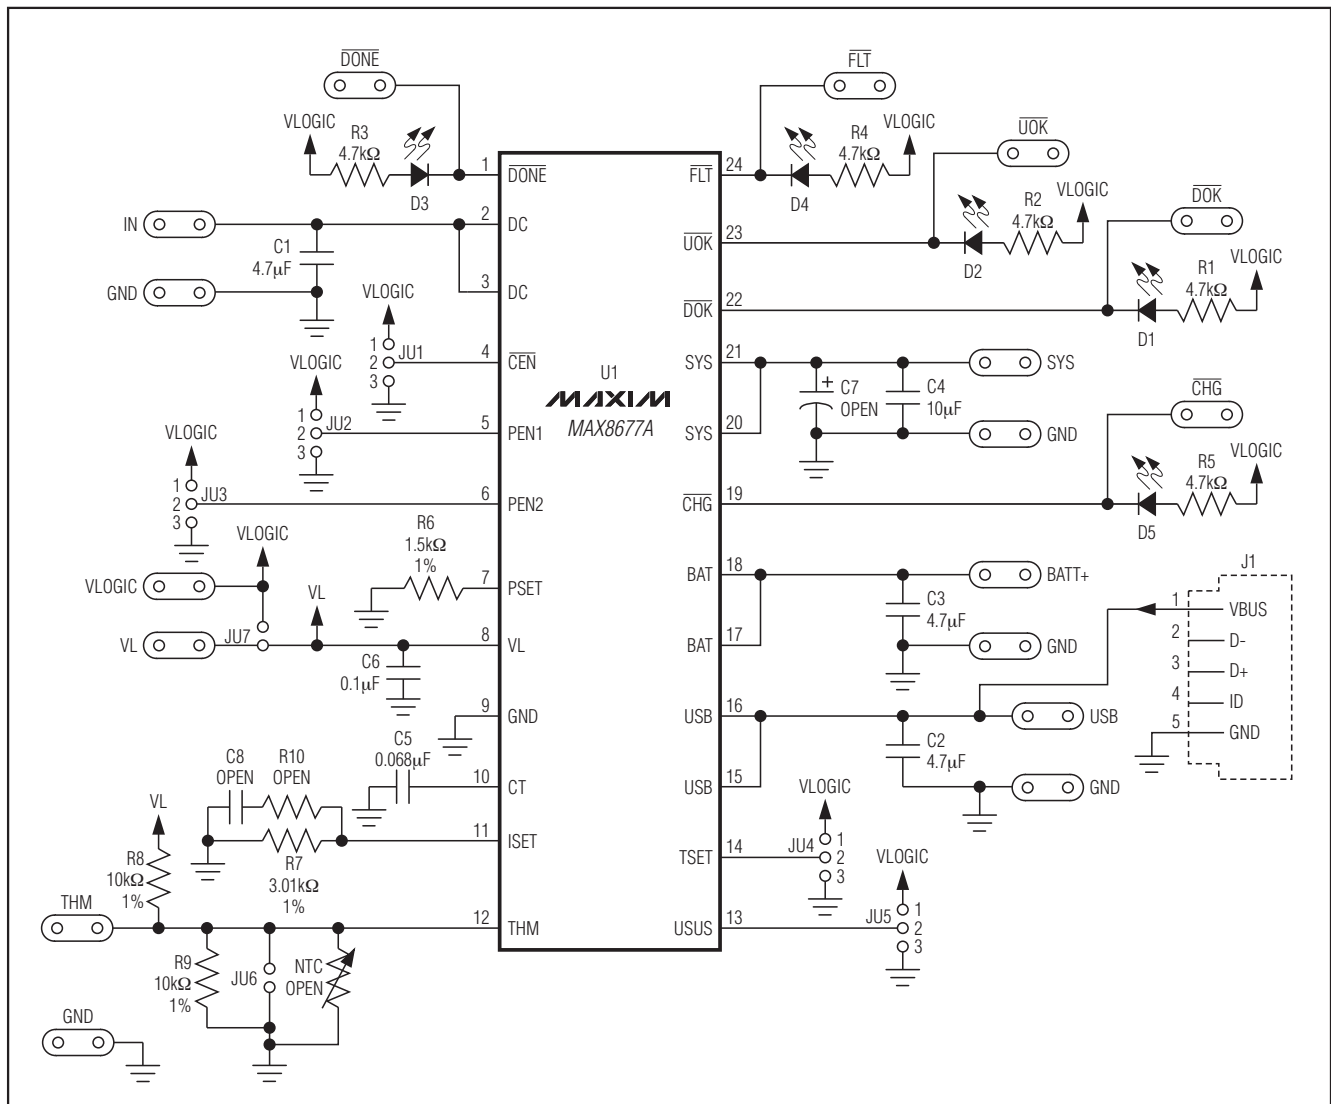 DONE
VLOGIC
R3
4.7kΩ
D3
IN
C1
4.7µF
GND
VLOGIC
1
2
3
JU1
VLOGIC
1
2
3
JU2
VLOGIC
1
2
3
JU3
VLOGIC
VLOGIC
VL
JU7
VL
R6
1.5kΩ
1%
C6
0.1µF
C5
0.068µF
C8
OPEN
R10
OPEN
R7
3.01kΩ
1%
VL
R8
10kΩ
1%
THM
R9
10kΩ
1%
JU6
NTC
OPEN
GND
1 DONE
2 DC
3 DC
4 CEN
5 PEN1
6 PEN2
7 PSET
8 VL
9 GND
10 CT
11 ISET
12 THM
U1
MAXIM
MAX8677A
FLT 24
UOK 23
DOK 22
SYS 21
SYS 20
CHG 19
BAT 18
BAT 17
USB 16
USB 15
TSET 14
USUS 13
FLT
D4
R4
4.7kΩ
VLOGIC
UOK
D2
R2
4.7kΩ
VLOGIC
DOK
D1
R1
4.7kΩ
VLOGIC
C7
OPEN
+
C4
10µF
SYS
GND
CHG
D5
R5
4.7kΩ
VLOGIC
C3
4.7µF
BATT+
GND
J1
1 VBUS
2 D-
3 D+
4 ID
5 GND
C2
4.7µF
USB
GND
VLOGIC
JU4
1
2
3
VLOGIC
JU5
1
2
3